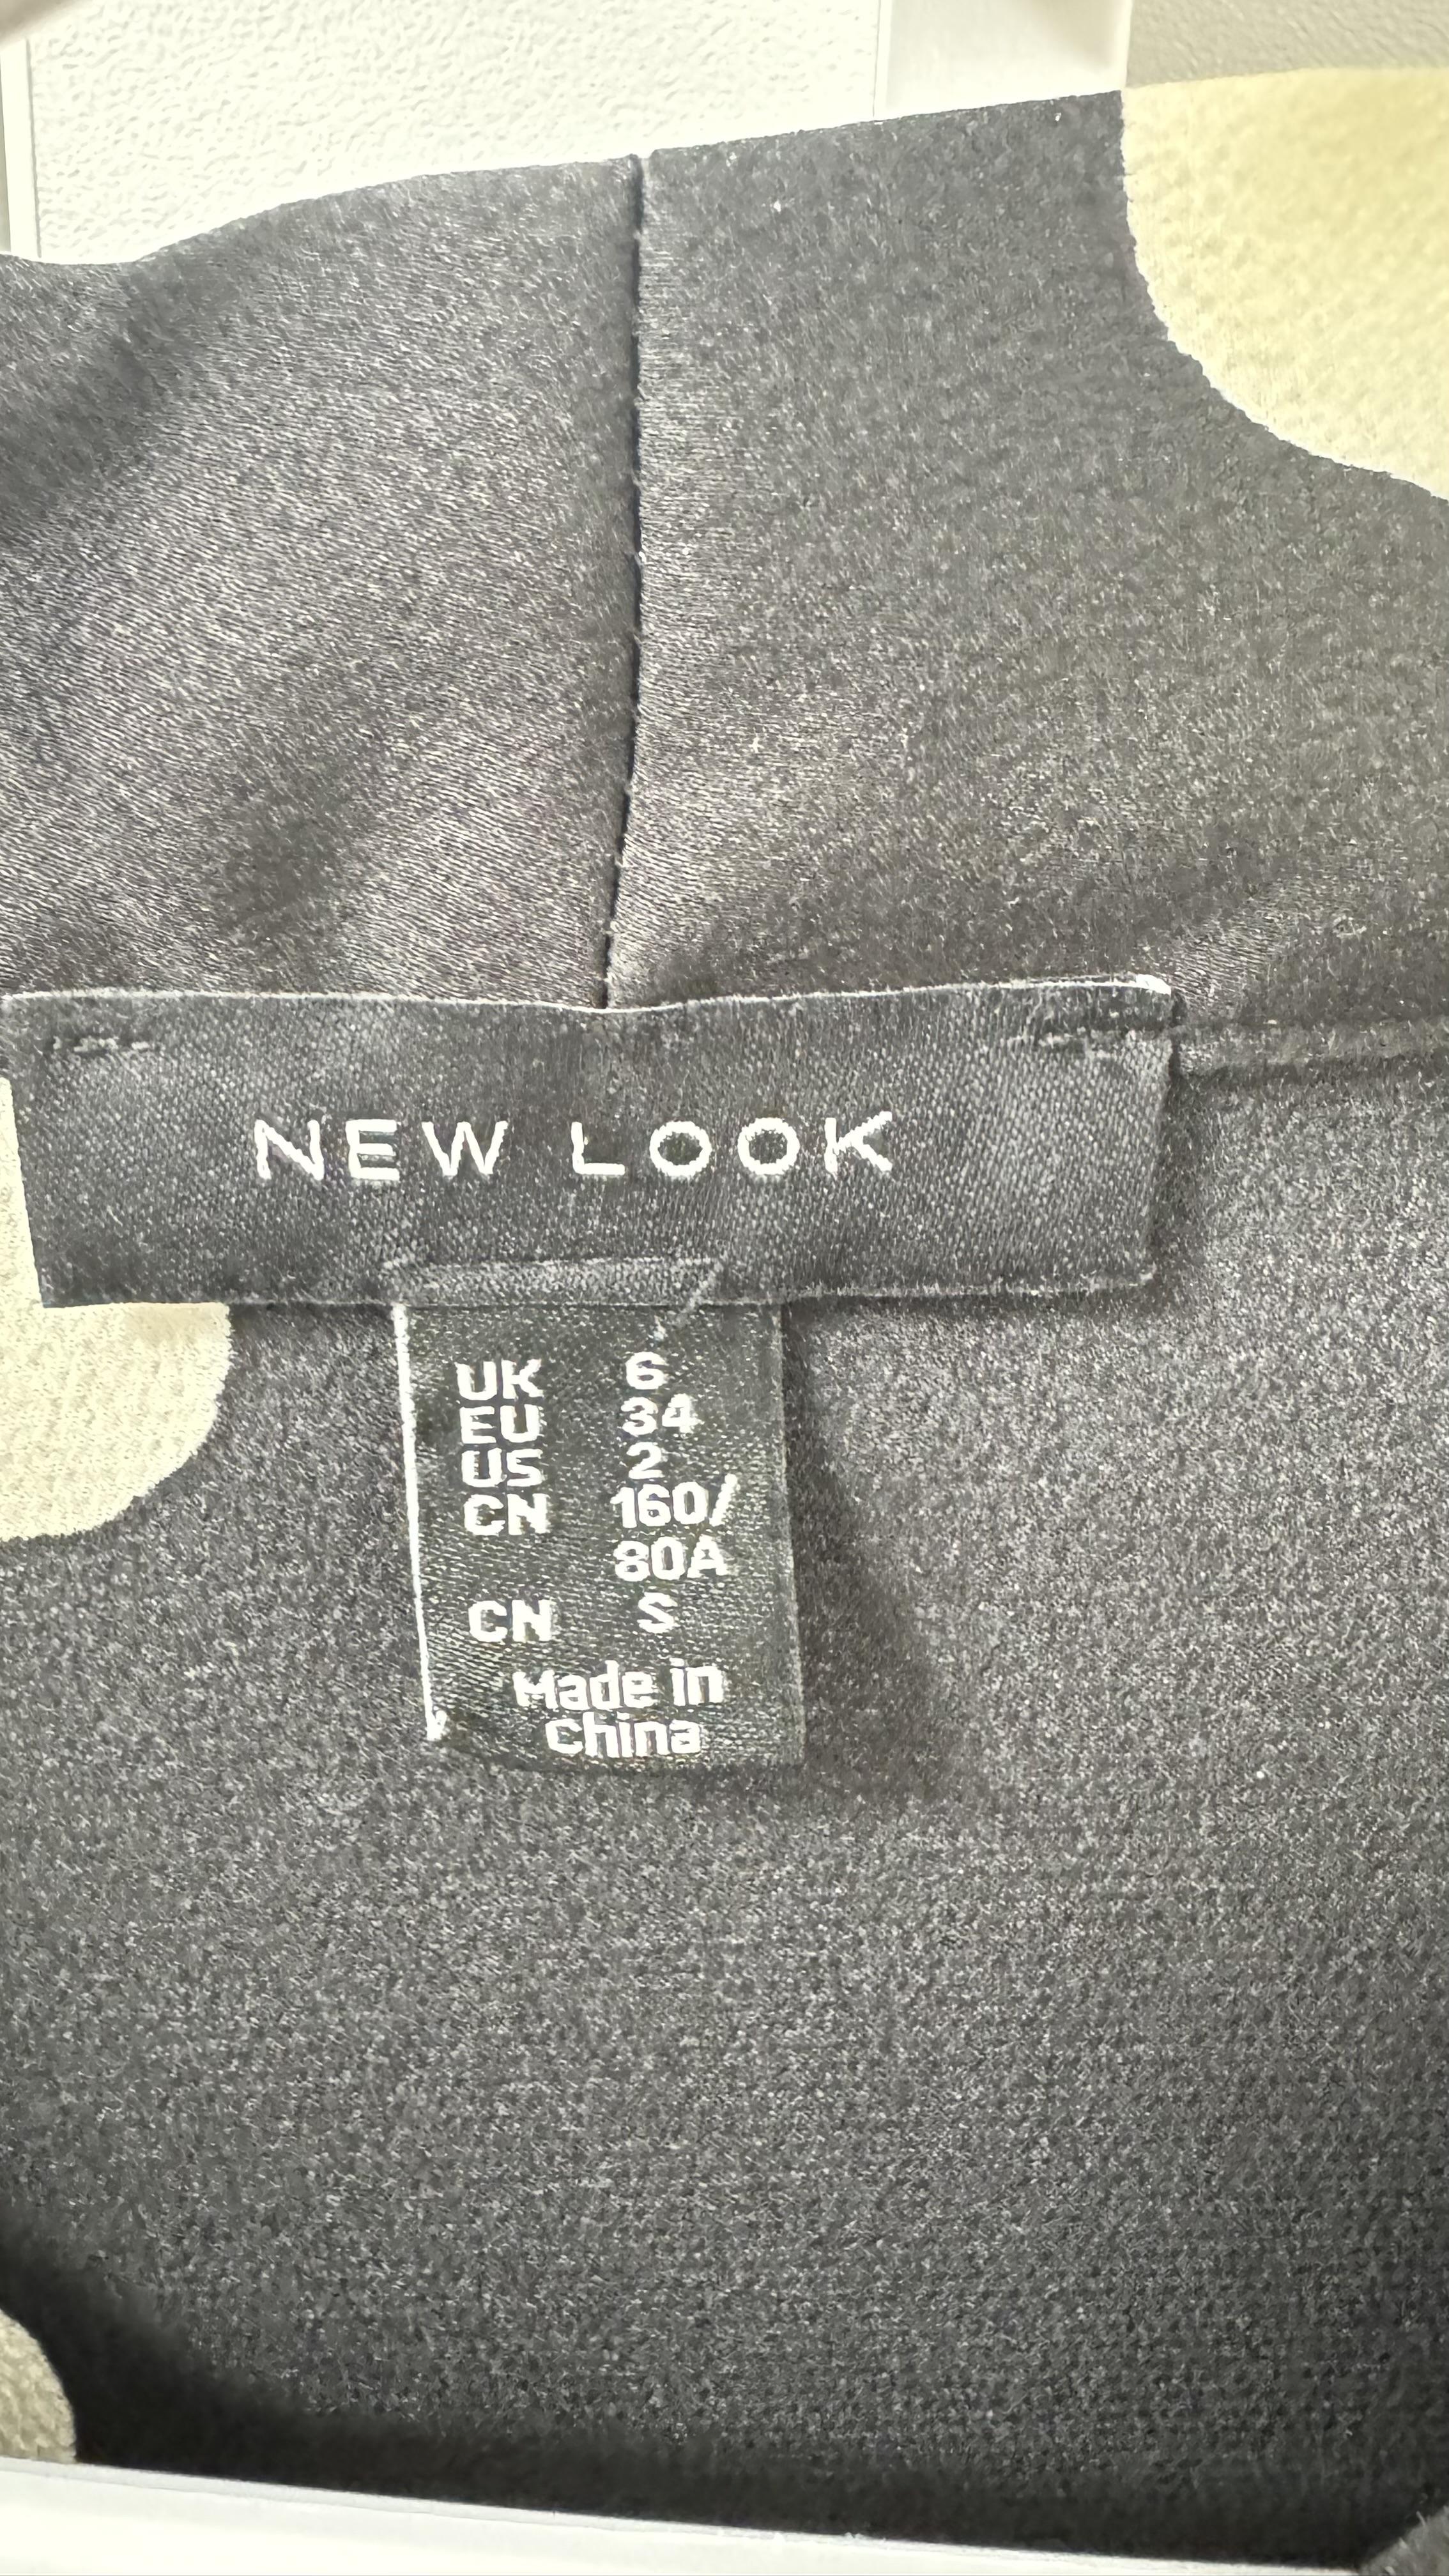 NEW LOOK
UK 6
EU 34
US 2
CN 160/
80A
CN S
Made in
China